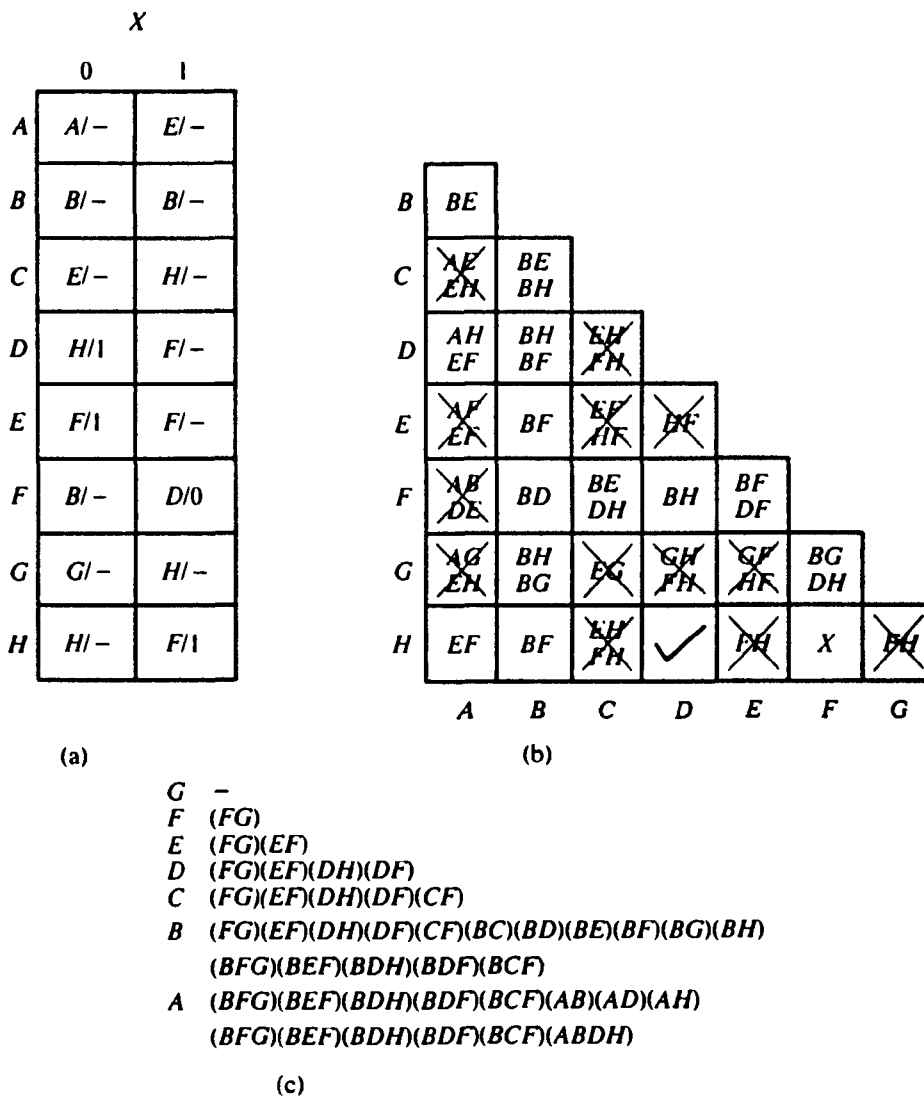 X
0 1
A A/– E/–
B B/– B/–
C E/– H/–
D H/1 F/–
E F/1 F/–
F B/– D/0
G G/– H/–
H H/– F/1
(a)
B BE
C AE EH BE BH
D AH EF BH BF EH FH
E AF EF BF EF HF HF
F AB DE BD BE DH BH BF DF
G AG EH BH BG EG GH FH GF HF BG DH
H EF BF EH FH ✓ FH X FH
A B C D E F G
(b)
G –
F (FG)
E (FG)(EF)
D (FG)(EF)(DH)(DF)
C (FG)(EF)(DH)(DF)(CF)
B (FG)(EF)(DH)(DF)(CF)(BC)(BD)(BE)(BF)(BG)(BH)
(BFG)(BEF)(BDH)(BDF)(BCF)
A (BFG)(BEF)(BDH)(BDF)(BCF)(AB)(AD)(AH)
(BFG)(BEF)(BDH)(BDF)(BCF)(ABDH)
(c)